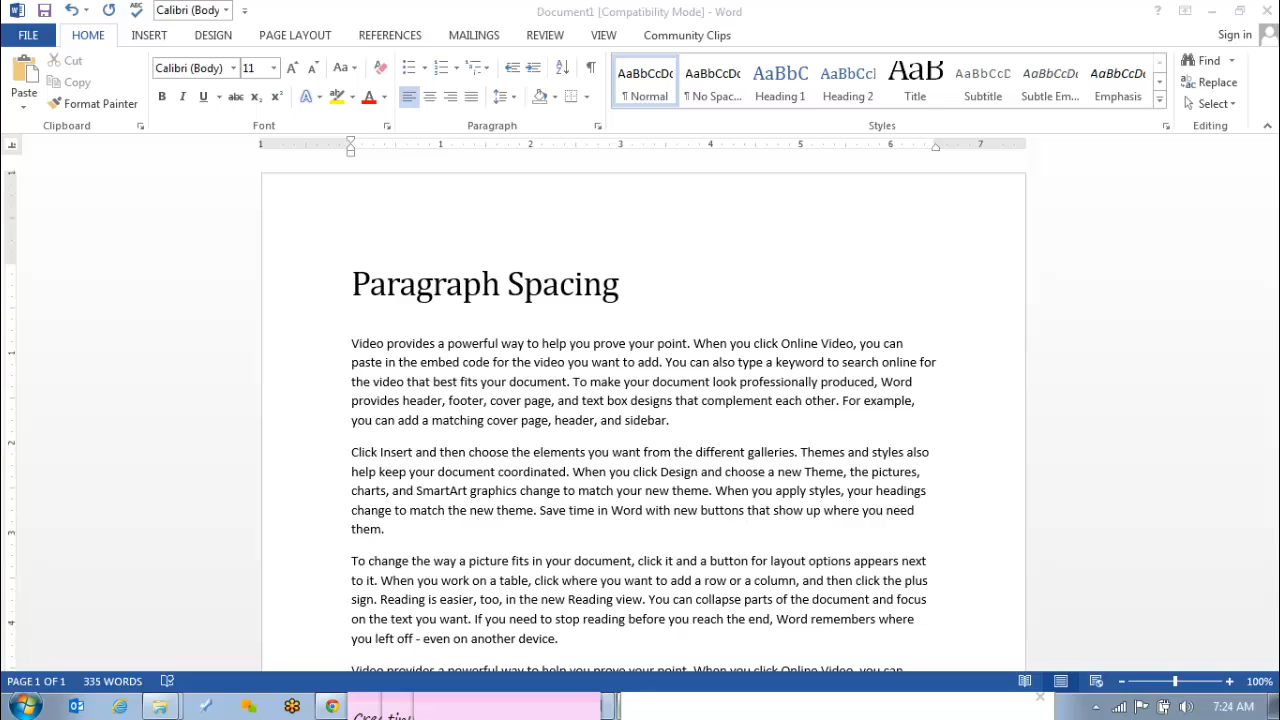 Calibri (Body
Document1 [Compatibility Mode] - Word
?
FILE
HOME
INSERT
DESIGN
PAGE LAYOUT
REFERENCES
MAILINGS
REVIEW
VIEW
Community Clips
Sign in
Paste
Cut
Copy
Format Painter
Clipboard
Calibri (Body)
11
Font
Paragraph
AaBbCcDc
¶ Normal
AaBbCcDc
¶ No Spac...
AaBbC
Heading 1
AaBbCcI
Heading 2
AaB
Title
AaBbCcD
Subtitle
AaBbCcDı
Subtle Em...
AaBbCcDı
Emphasis
Styles
Find
Replace
Select
Editing
1 1 2 3 4 5 6 7
1
1
2
3
4
Paragraph Spacing
Video provides a powerful way to help you prove your point. When you click Online Video, you can
paste in the embed code for the video you want to add. You can also type a keyword to search online for
the video that best fits your document. To make your document look professionally produced, Word
provides header, footer, cover page, and text box designs that complement each other. For example,
you can add a matching cover page, header, and sidebar.
Click Insert and then choose the elements you want from the different galleries. Themes and styles also
help keep your document coordinated. When you click Design and choose a new Theme, the pictures,
charts, and SmartArt graphics change to match your new theme. When you apply styles, your headings
change to match the new theme. Save time in Word with new buttons that show up where you need
them.
To change the way a picture fits in your document, click it and a button for layout options appears next
to it. When you work on a table, click where you want to add a row or a column, and then click the plus
sign. Reading is easier, too, in the new Reading view. You can collapse parts of the document and focus
on the text you want. If you need to stop reading before you reach the end, Word remembers where
you left off - even on another device.
Video provides a powerful way to help you prove your point. When you click Online Video, you can
PAGE 1 OF 1
335 WORDS
100%
7:24 AM